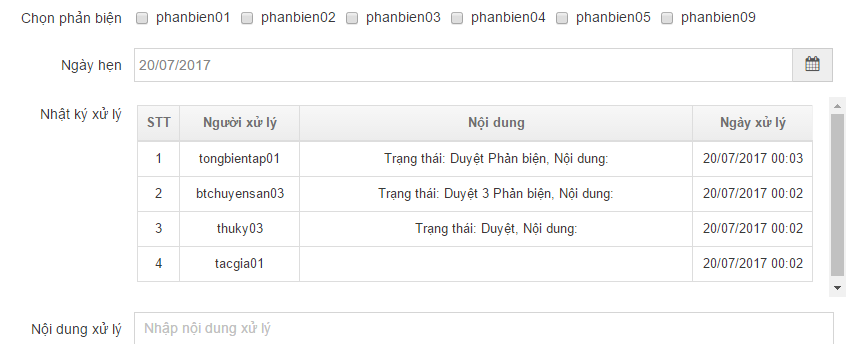 Chọn phản biện phanbien01 phanbien02 phanbien03 phanbien04 phanbien05 phanbien09
Ngày hẹn 20/07/2017
Nhật ký xử lý
STT Người xử lý Nội dung Ngày xử lý
1 tongbientap01 Trạng thái: Duyệt Phản biện, Nội dung: 20/07/2017 00:03
2 btchuyensan03 Trạng thái: Duyệt 3 Phản biện, Nội dung: 20/07/2017 00:02
3 thuky03 Trạng thái: Duyệt, Nội dung: 20/07/2017 00:02
4 tacgia01 20/07/2017 00:02
Nội dung xử lý Nhập nội dung xử lý